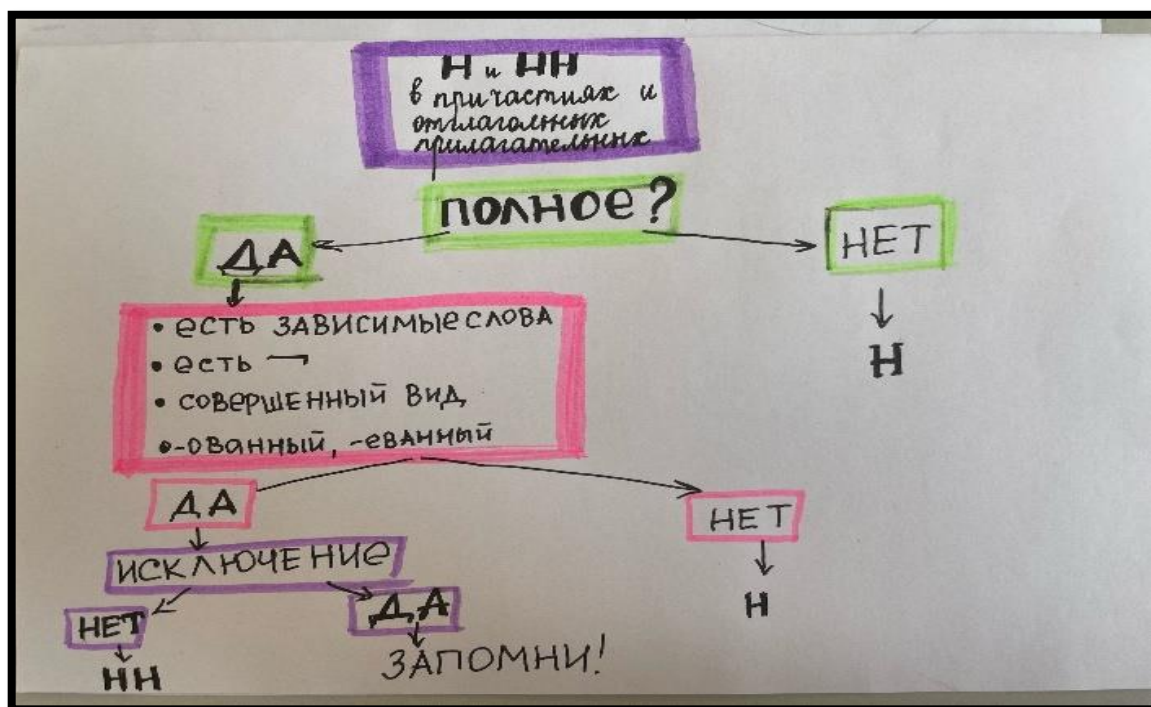 Н и НН
в причастиях и
отглагольных
прилагательных
ПОЛНОЕ?
ДА
НЕТ
• есть зависимые слова
• есть ¬
• совершенный вид
• -ованный, -еванный
Н
ДА
НЕТ
исключение
Н
НЕТ
ДА
НН
ЗАПОМНИ!